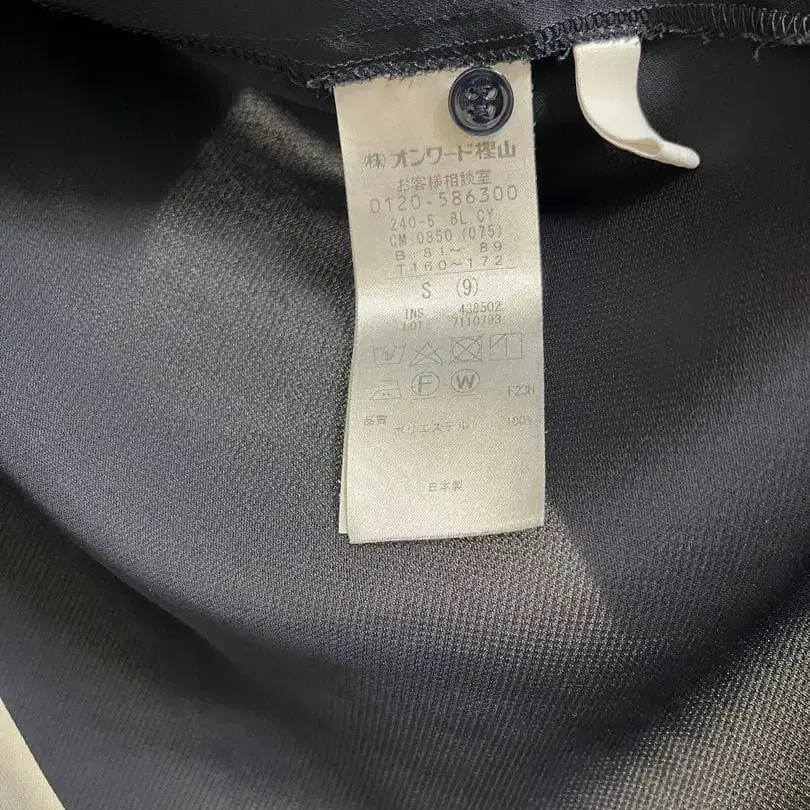 ㈱オンワード樫山
お客様相談室
0120-586300
240-5 BL CY
CM 0850 (075)
B 81~ 89
T160~172
S (9)
INS. 438502
LOT: 7110793
F W
F23H
品質 ポリエステル 100%
日本製